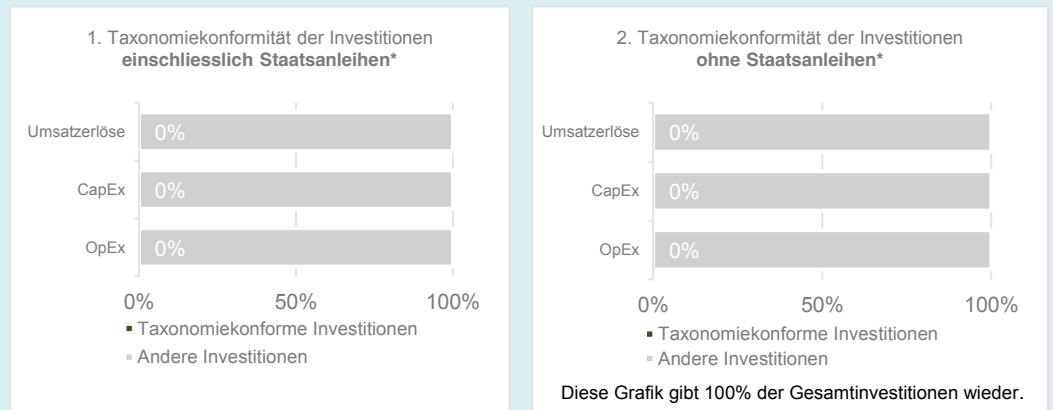 1. Taxonomiekonformität der Investitionen
einschliesslich Staatsanleihen*
Umsatzerlöse
0%
CapEx
0%
OpEx
0%
0% 50% 100%
Taxonomiekonforme Investitionen
Andere Investitionen
2. Taxonomiekonformität der Investitionen
ohne Staatsanleihen*
Umsatzerlöse
0%
CapEx
0%
OpEx
0%
0% 50% 100%
Taxonomiekonforme Investitionen
Andere Investitionen
Diese Grafik gibt 100% der Gesamtinvestitionen wieder.